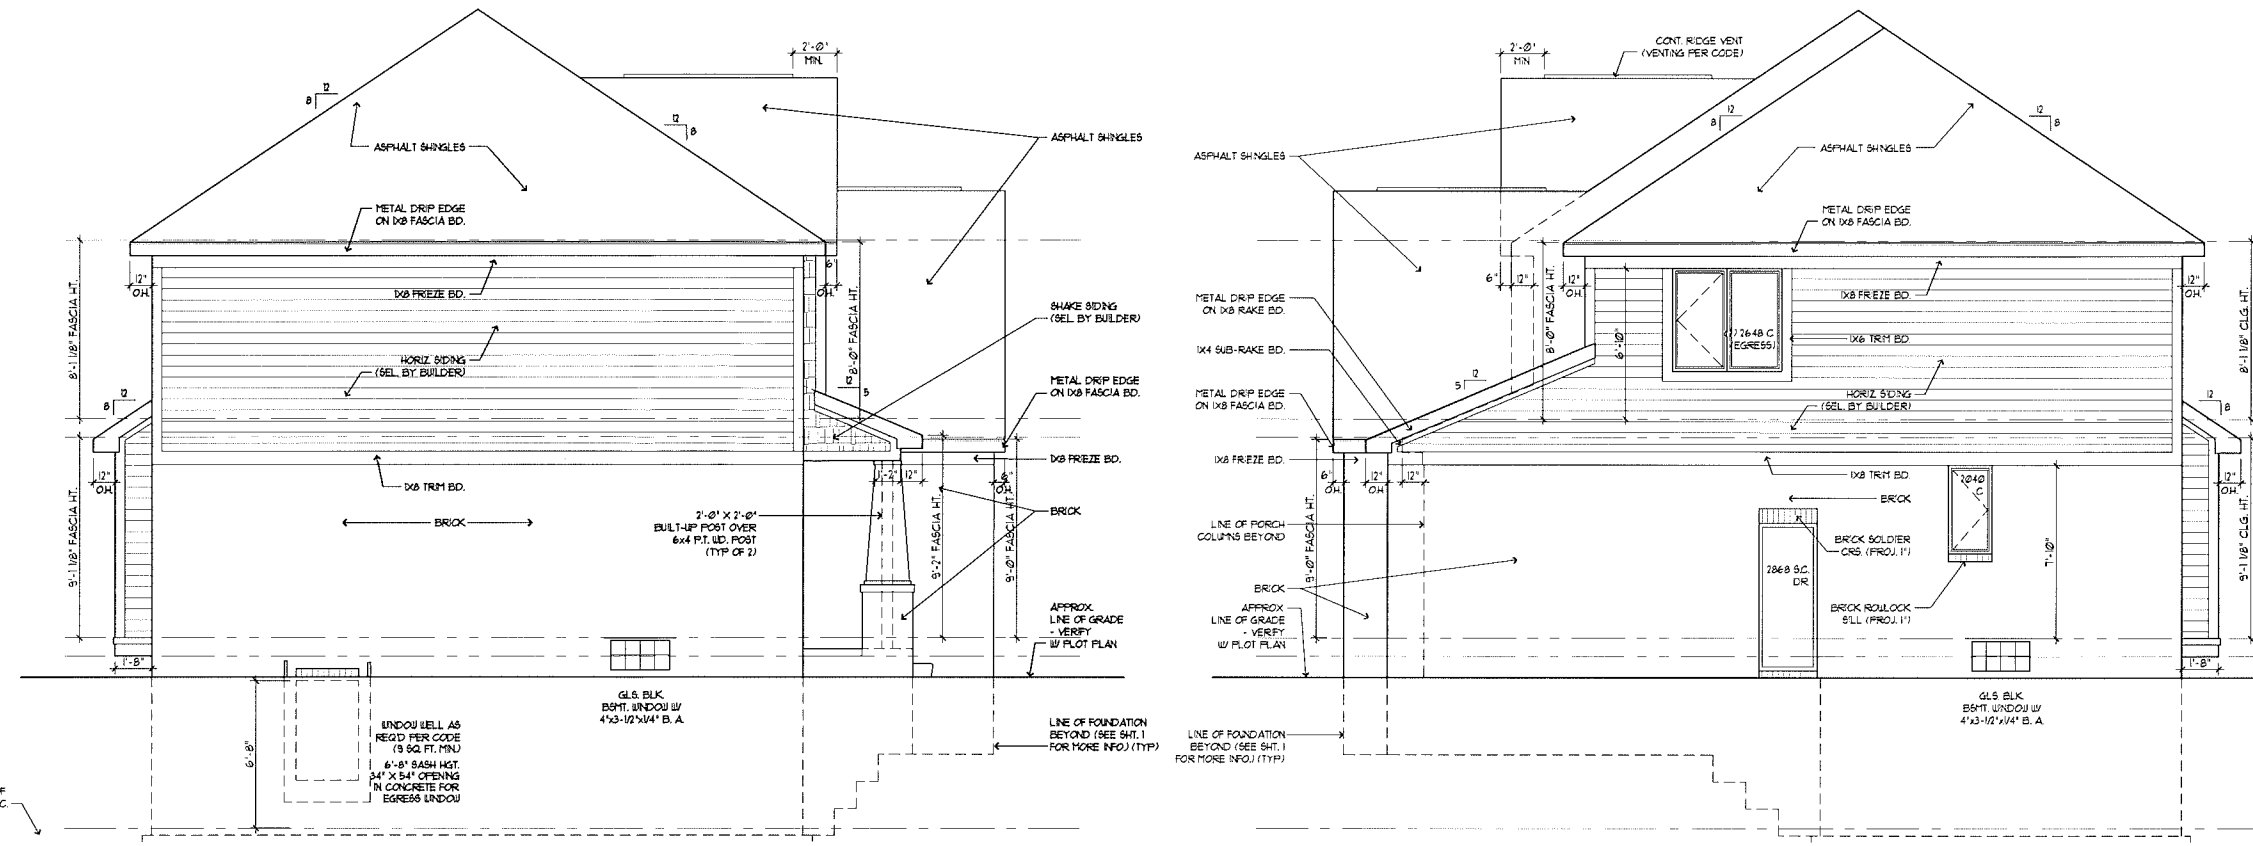 2'-0"
MIN.
12
8
12
8
ASPHALT SHINGLES
ASPHALT SHINGLES
METAL DRIP EDGE
ON 1X8 FASCIA BD.
12"
O.H.
6"
O.H.
1X8 FRIEZE BD.
8'-1 1/8" FASCIA HT.
8'-0" FASCIA HT.
SHAKE SIDING
(SEL. BY BUILDER)
HORIZ SIDING
(SEL. BY BUILDER)
12
8
12
5
METAL DRIP EDGE
ON 1X8 FASCIA BD.
1X8 FRIEZE BD.
12"
O.H.
1X8 TRIM BD.
1'-2"
12"
O.H.
6"
O.H.
9'-1 1/8" FASCIA HT.
BRICK
2'-0" X 2'-0"
BUILT-UP POST OVER
6x4 P.T. WD. POST
(TYP OF 2)
BRICK
9'-2" FASCIA HT.
9'-0" FASCIA HT.
APPROX.
LINE OF GRADE
- VERIFY
W/ PLOT PLAN
1'-8"
GLS. BLK.
BSMT. WINDOW W/
4"x3-1/2"x1/4" B. A.
6'-8"
WINDOW WELL AS
REQ'D PER CODE
(9 SQ. FT. MIN.)
6'-8" SASH HGT.
34" X 54" OPENING
IN CONCRETE FOR
EGRESS WINDOW
LINE OF FOUNDATION
BEYOND (SEE SHT. 1
FOR MORE INFO.) (TYP)
2'-0"
MIN
CONT. RIDGE VENT
(VENTING PER CODE)
12
8
12
8
ASPHALT SHINGLES
ASPHALT SHINGLES
METAL DRIP EDGE
ON 1X8 FASCIA BD.
6"
12"
12"
O.H.
12"
O.H.
METAL DRIP EDGE
ON 1X8 RAKE BD.
1X8 FRIEZE BD.
8'-0" FASCIA HT.
6'-10"
2648 C.
(EGRESS)
1X6 TRIM BD.
8'-1 1/8" CLG. HT.
1X4 SUB-RAKE BD.
12
5
METAL DRIP EDGE
ON 1X8 FASCIA BD.
HORIZ SIDING
(SEL. BY BUILDER)
12
8
1X8 FRIEZE BD.
6"
O.H.
12"
O.H.
12"
1X8 TRIM BD.
2040
C
12"
O.H.
BRICK
LINE OF PORCH
COLUMNS BEYOND
9'-0" FASCIA HT.
BRICK SOLDIER
CRS. (PROJ. 1")
7'-10"
9'-1 1/8" CLG. HT.
2868 S.C.
DR
BRICK
BRICK ROWLOCK
SILL (PROJ. 1")
APPROX
LINE OF GRADE
- VERIFY
W/ PLOT PLAN
1'-8"
GLS. BLK.
BSMT. WINDOW W/
4"x3-1/2"x1/4" B. A.
LINE OF FOUNDATION
BEYOND (SEE SHT. 1
FOR MORE INFO.) (TYP.)